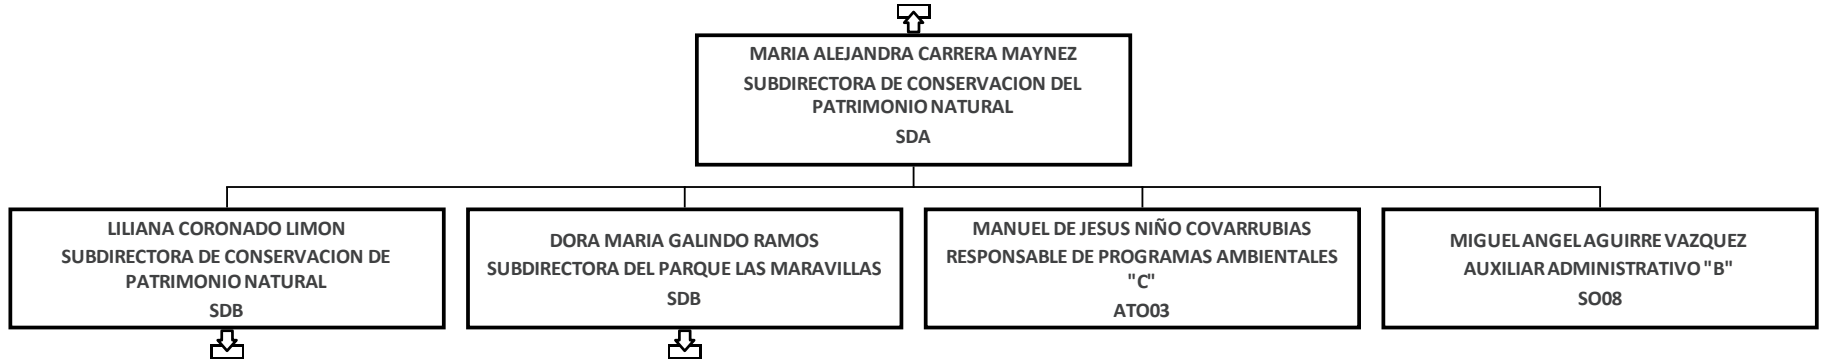 MARIA ALEJANDRA CARRERA MAYNEZ
SUBDIRECTORA DE CONSERVACION DEL
PATRIMONIO NATURAL
SDA
LILIANA CORONADO LIMON
SUBDIRECTORA DE CONSERVACION DE
PATRIMONIO NATURAL
SDB
DORA MARIA GALINDO RAMOS
SUBDIRECTORA DEL PARQUE LAS MARAVILLAS
SDB
MANUEL DE JESUS NIÑO COVARRUBIAS
RESPONSABLE DE PROGRAMAS AMBIENTALES
"C"
ATO03
MIGUEL ANGEL AGUIRRE VAZQUEZ
AUXILIAR ADMINISTRATIVO "B"
SO08